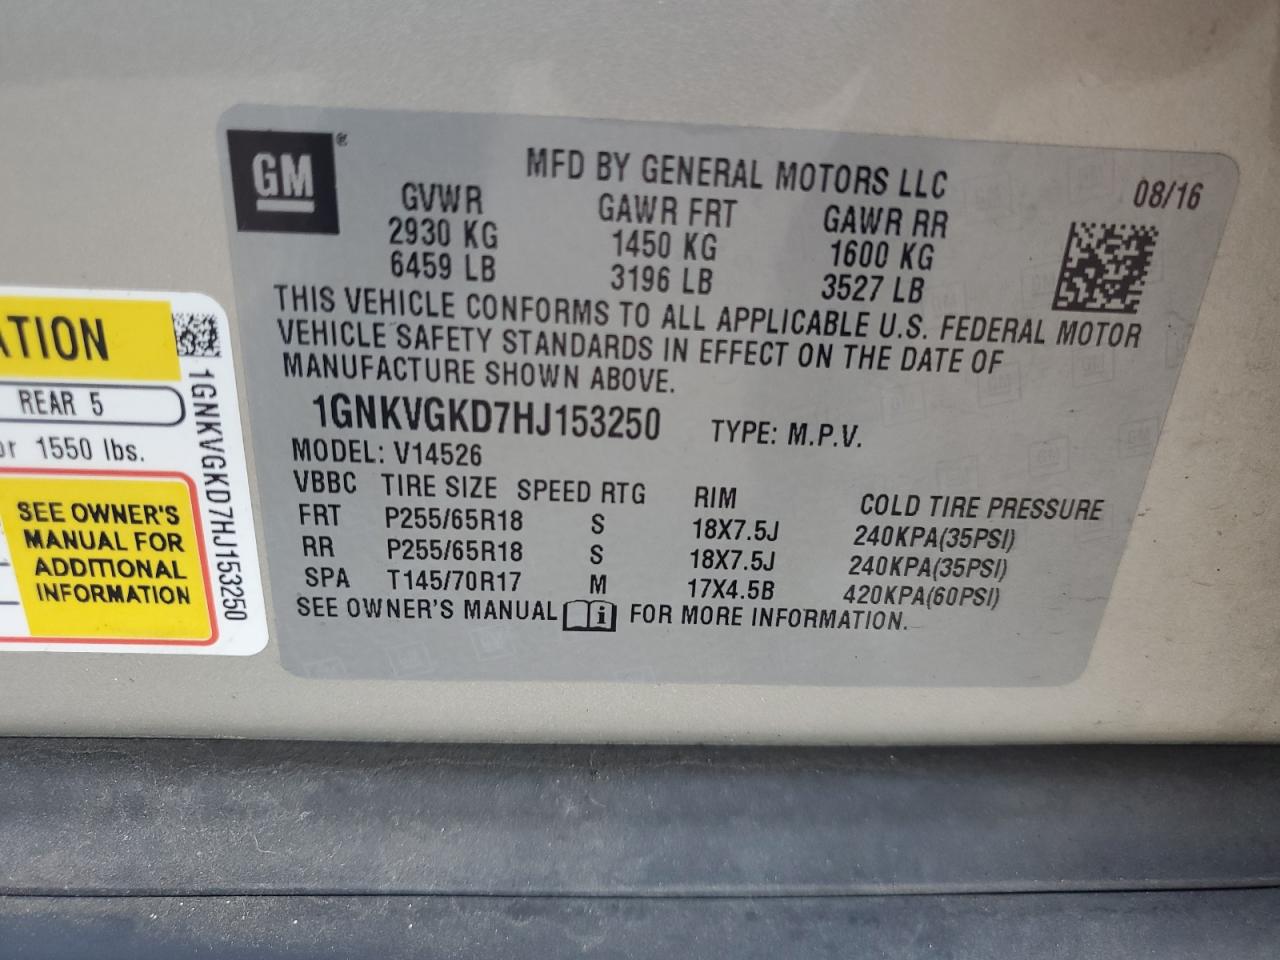 GM®
MFD BY GENERAL MOTORS LLC
08/16
GVWR GAWR FRT GAWR RR
2930 KG 1450 KG 1600 KG
6459 LB 3196 LB 3527 LB
THIS VEHICLE CONFORMS TO ALL APPLICABLE U.S. FEDERAL MOTOR
VEHICLE SAFETY STANDARDS IN EFFECT ON THE DATE OF
MANUFACTURE SHOWN ABOVE.
1GNKVGKD7HJ153250 TYPE: M.P.V.
MODEL: V14526
VBBC TIRE SIZE SPEED RTG RIM COLD TIRE PRESSURE
FRT P255/65R18 S 18X7.5J 240KPA(35PSI)
RR P255/65R18 S 18X7.5J 240KPA(35PSI)
SPA T145/70R17 M 17X4.5B 420KPA(60PSI)
SEE OWNER'S MANUAL i FOR MORE INFORMATION.
ATION
REAR 5
or 1550 lbs.
SEE OWNER'S
MANUAL FOR
ADDITIONAL
INFORMATION
1GNKVGKD7HJ153250